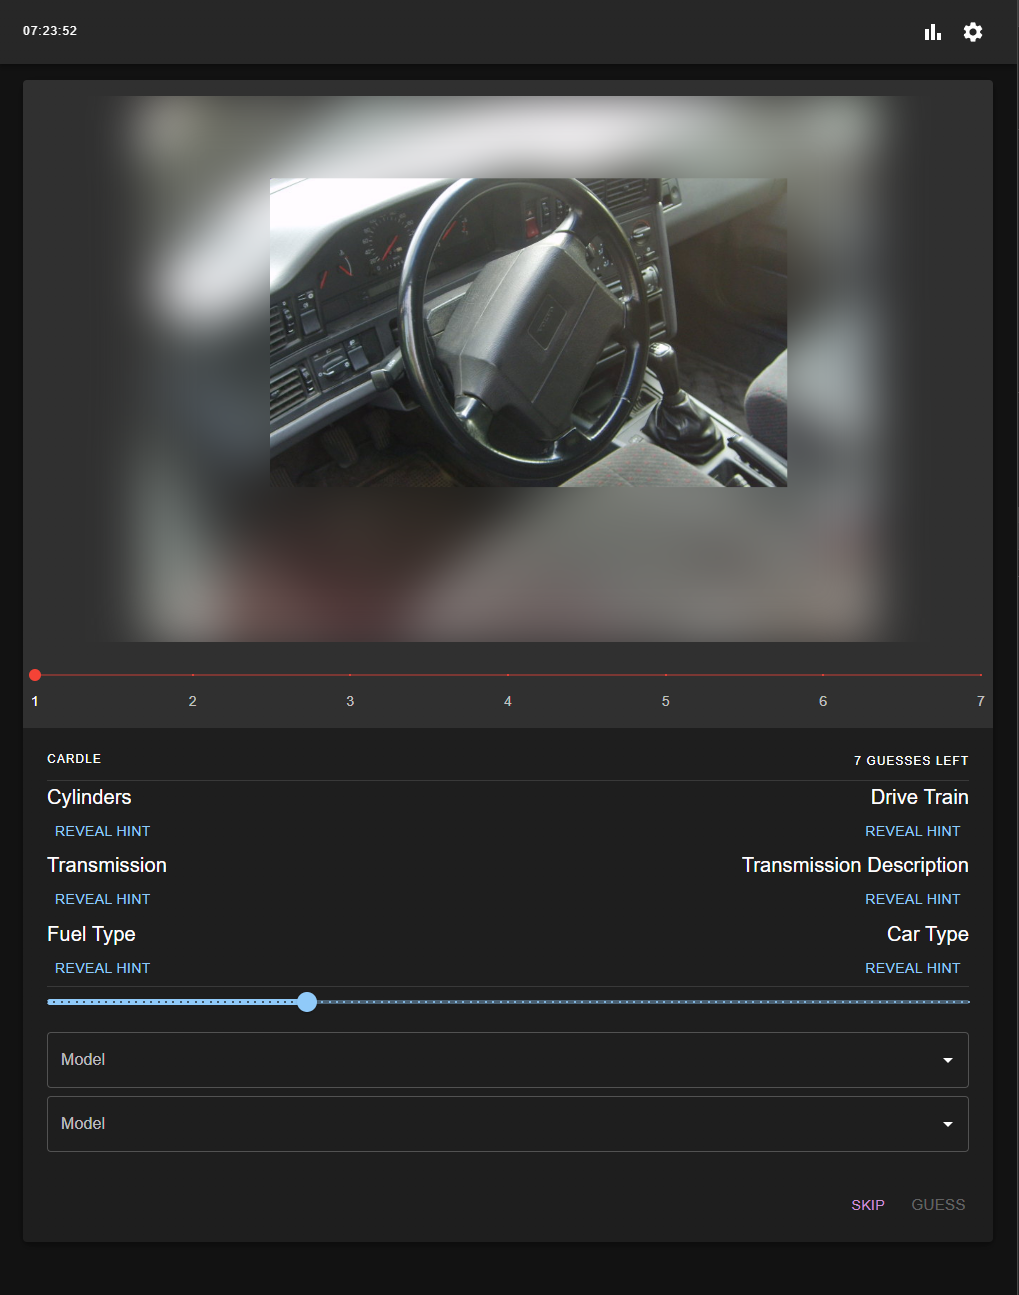 07:23:52
1 2 3 4 5 6 7
CARDLE 7 GUESSES LEFT
Cylinders Drive Train
REVEAL HINT REVEAL HINT
Transmission Transmission Description
REVEAL HINT REVEAL HINT
Fuel Type Car Type
REVEAL HINT REVEAL HINT
Model
Model
SKIP GUESS